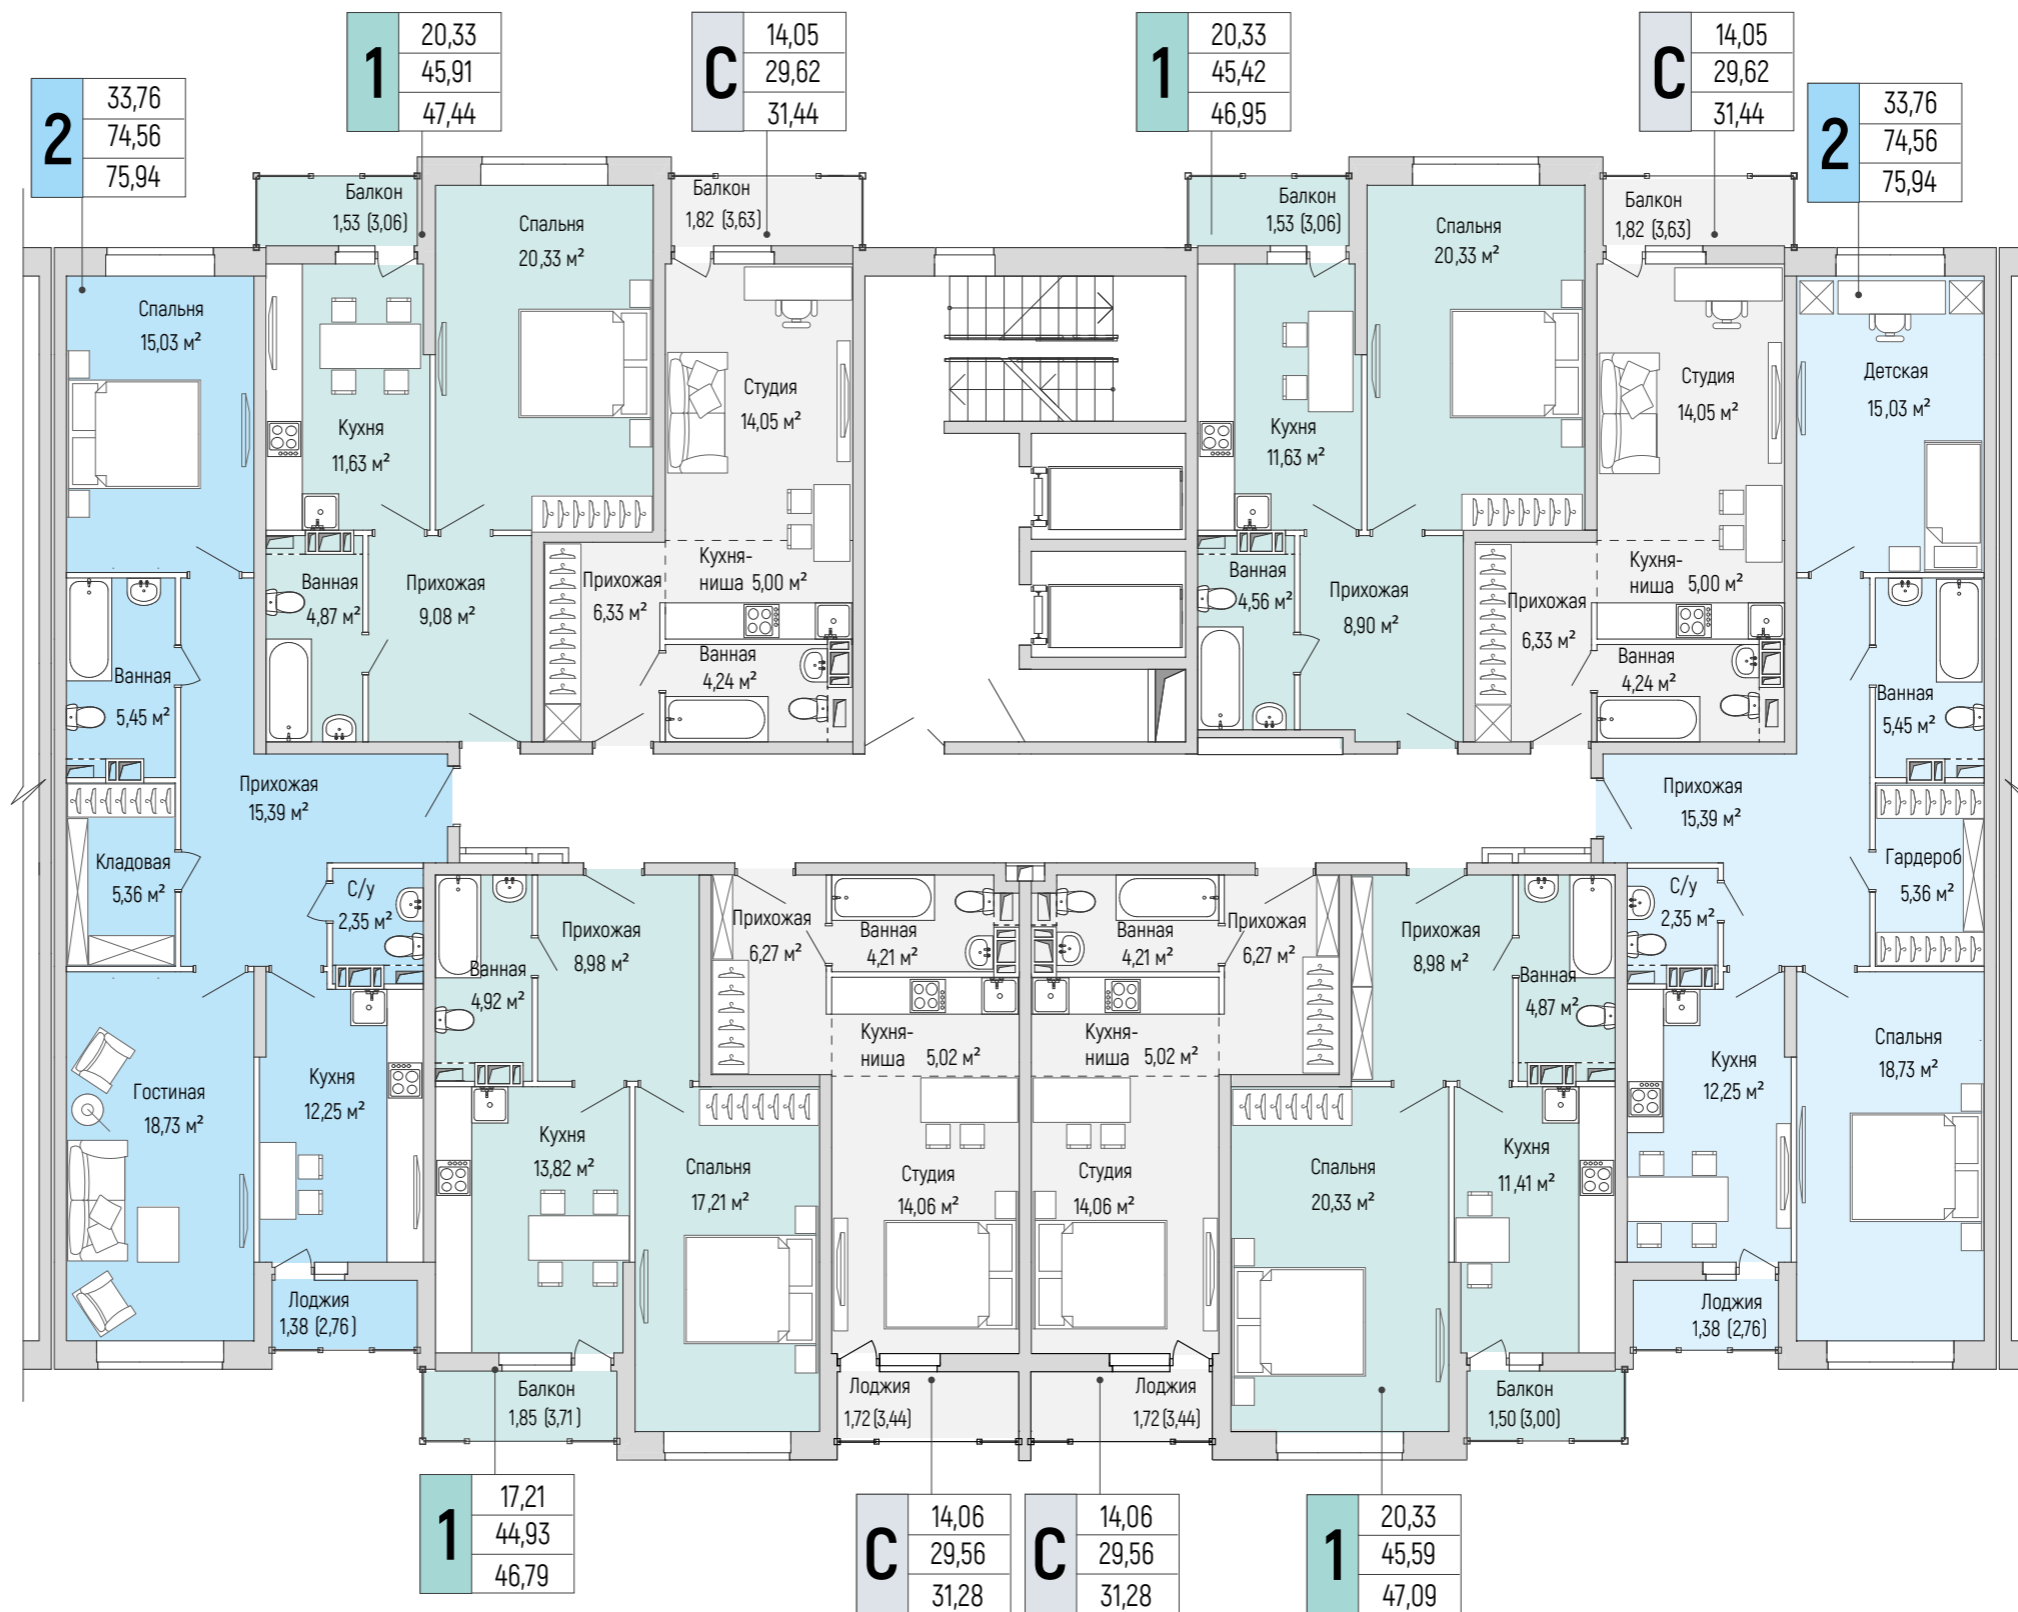 1
20,33
45,91
47,44
С
14,05
29,62
31,44
1
20,33
45,42
46,95
С
14,05
29,62
31,44
2
33,76
74,56
75,94
2
33,76
74,56
75,94
Балкон
1,53 (3,06)
Спальня
20,33 м²
Балкон
1,82 (3,63)
Балкон
1,53 (3,06)
Спальня
20,33 м²
Балкон
1,82 (3,63)
Спальня
15,03 м²
Кухня
11,63 м²
Студия
14,05 м²
Кухня
11,63 м²
Студия
14,05 м²
Детская
15,03 м²
Ванная
4,87 м²
Прихожая
9,08 м²
Прихожая
6,33 м²
Кухня-
ниша 5,00 м²
Ванная
4,24 м²
Ванная
4,56 м²
Прихожая
8,90 м²
Прихожая
6,33 м²
Кухня-
ниша 5,00 м²
Ванная
4,24 м²
Ванная
5,45 м²
Ванная
5,45 м²
Прихожая
15,39 м²
Прихожая
15,39 м²
Кладовая
5,36 м²
С/у
2,35 м²
Ванная
4,92 м²
Прихожая
8,98 м²
Прихожая
6,27 м²
Ванная
4,21 м²
Ванная
4,21 м²
Прихожая
6,27 м²
Прихожая
8,98 м²
Ванная
4,87 м²
С/у
2,35 м²
Гардероб
5,36 м²
Кухня-
ниша 5,02 м²
Кухня-
ниша 5,02 м²
Гостиная
18,73 м²
Кухня
12,25 м²
Кухня
13,82 м²
Спальня
17,21 м²
Студия
14,06 м²
Студия
14,06 м²
Спальня
20,33 м²
Кухня
11,41 м²
Кухня
12,25 м²
Спальня
18,73 м²
Лоджия
1,38 (2,76)
Лоджия
1,38 (2,76)
Балкон
1,85 (3,71)
Лоджия
1,72 (3,44)
Лоджия
1,72 (3,44)
Балкон
1,50 (3,00)
1
17,21
44,93
46,79
С
14,06
29,56
31,28
С
14,06
29,56
31,28
1
20,33
45,59
47,09